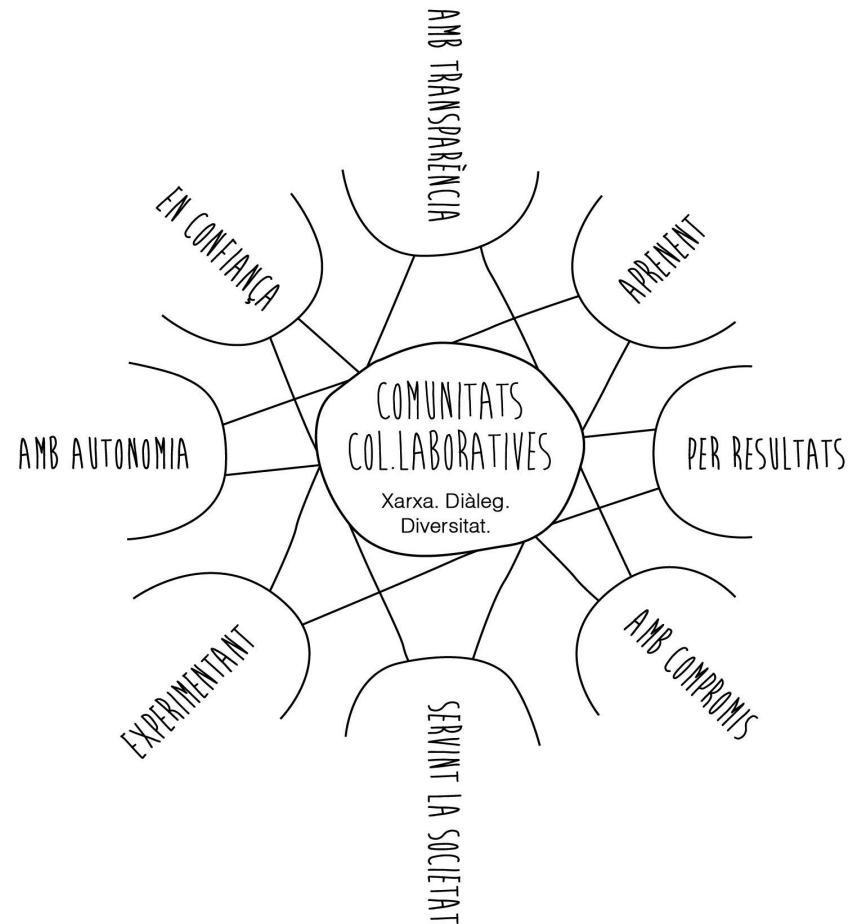 AMB TRANSPARÈNCIA
EN CONFIANÇA
APRENENT
COMUNITATS
COL.LABORATIVES
Xarxa. Diàleg.
Diversitat.
AMB AUTONOMIA
PER RESULTATS
EXPERIMENTANT
AMB COMPROMIS
SERVINT LA SOCIETAT